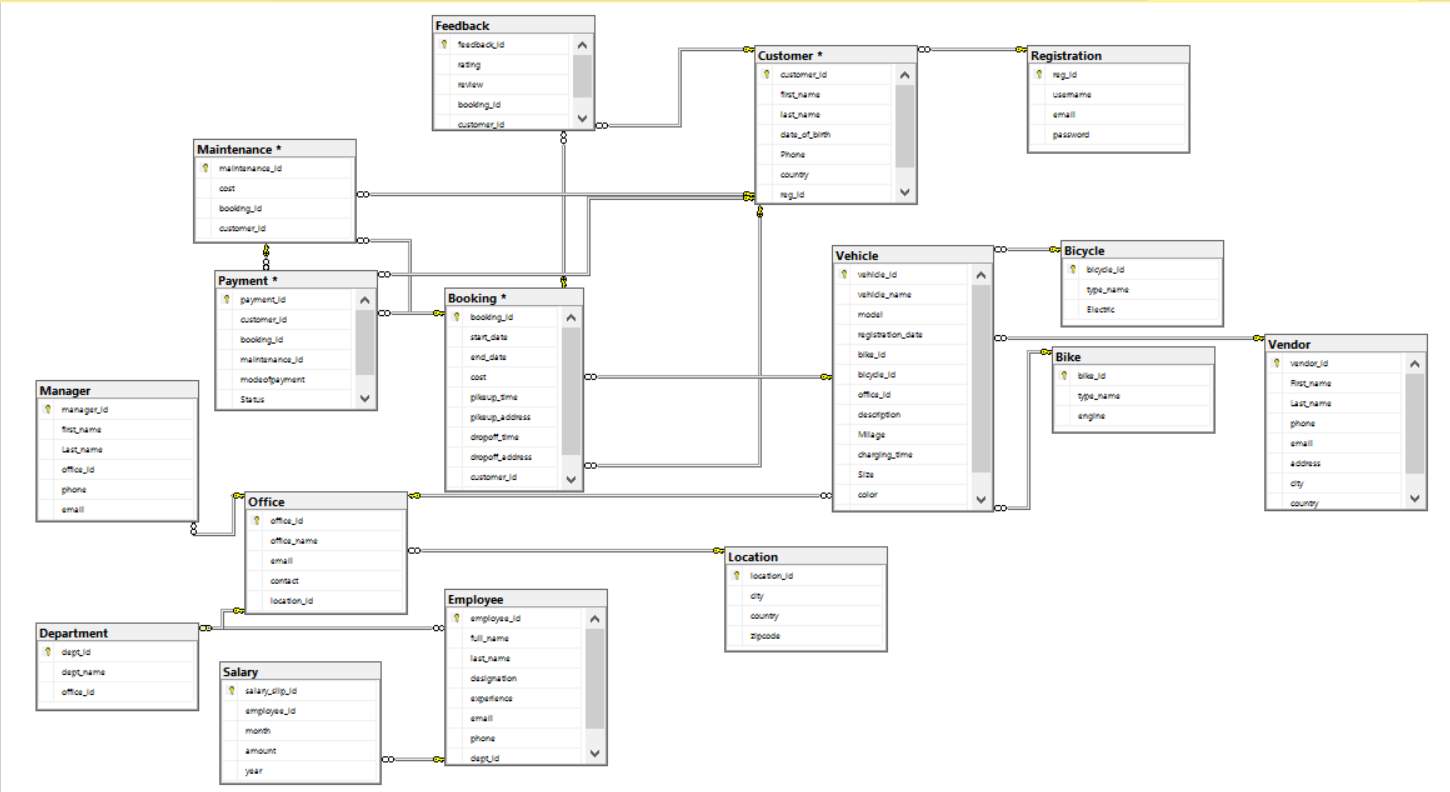 Feedback
feedback_id
rating
review
booking_id
customer_id
Customer *
customer_id
first_name
last_name
date_of_birth
Phone
country
reg_id
Registration
reg_id
username
email
password
Maintenance *
maintenance_id
cost
booking_id
customer_id
Payment *
payment_id
customer_id
booking_id
maintenance_id
modeofpayment
Status
Booking *
booking_id
start_date
end_date
cost
pikeup_time
pikeup_address
dropoff_time
dropoff_address
customer_id
Vehicle
vehicle_id
vehicle_name
model
registration_date
bike_id
bicycle_id
office_id
description
Milage
charging_time
Size
color
Bicycle
bicycle_id
type_name
Electric
Bike
bike_id
type_name
engine
Vendor
vendor_id
First_name
Last_name
phone
email
address
city
country
Manager
manager_id
first_name
Last_name
office_id
phone
email
Office
office_id
office_name
email
contact
location_id
Location
location_id
city
country
zipcode
Employee
employee_id
full_name
last_name
designation
experience
email
phone
dept_id
Department
dept_id
dept_name
office_id
Salary
salary_slip_id
employee_id
month
amount
year